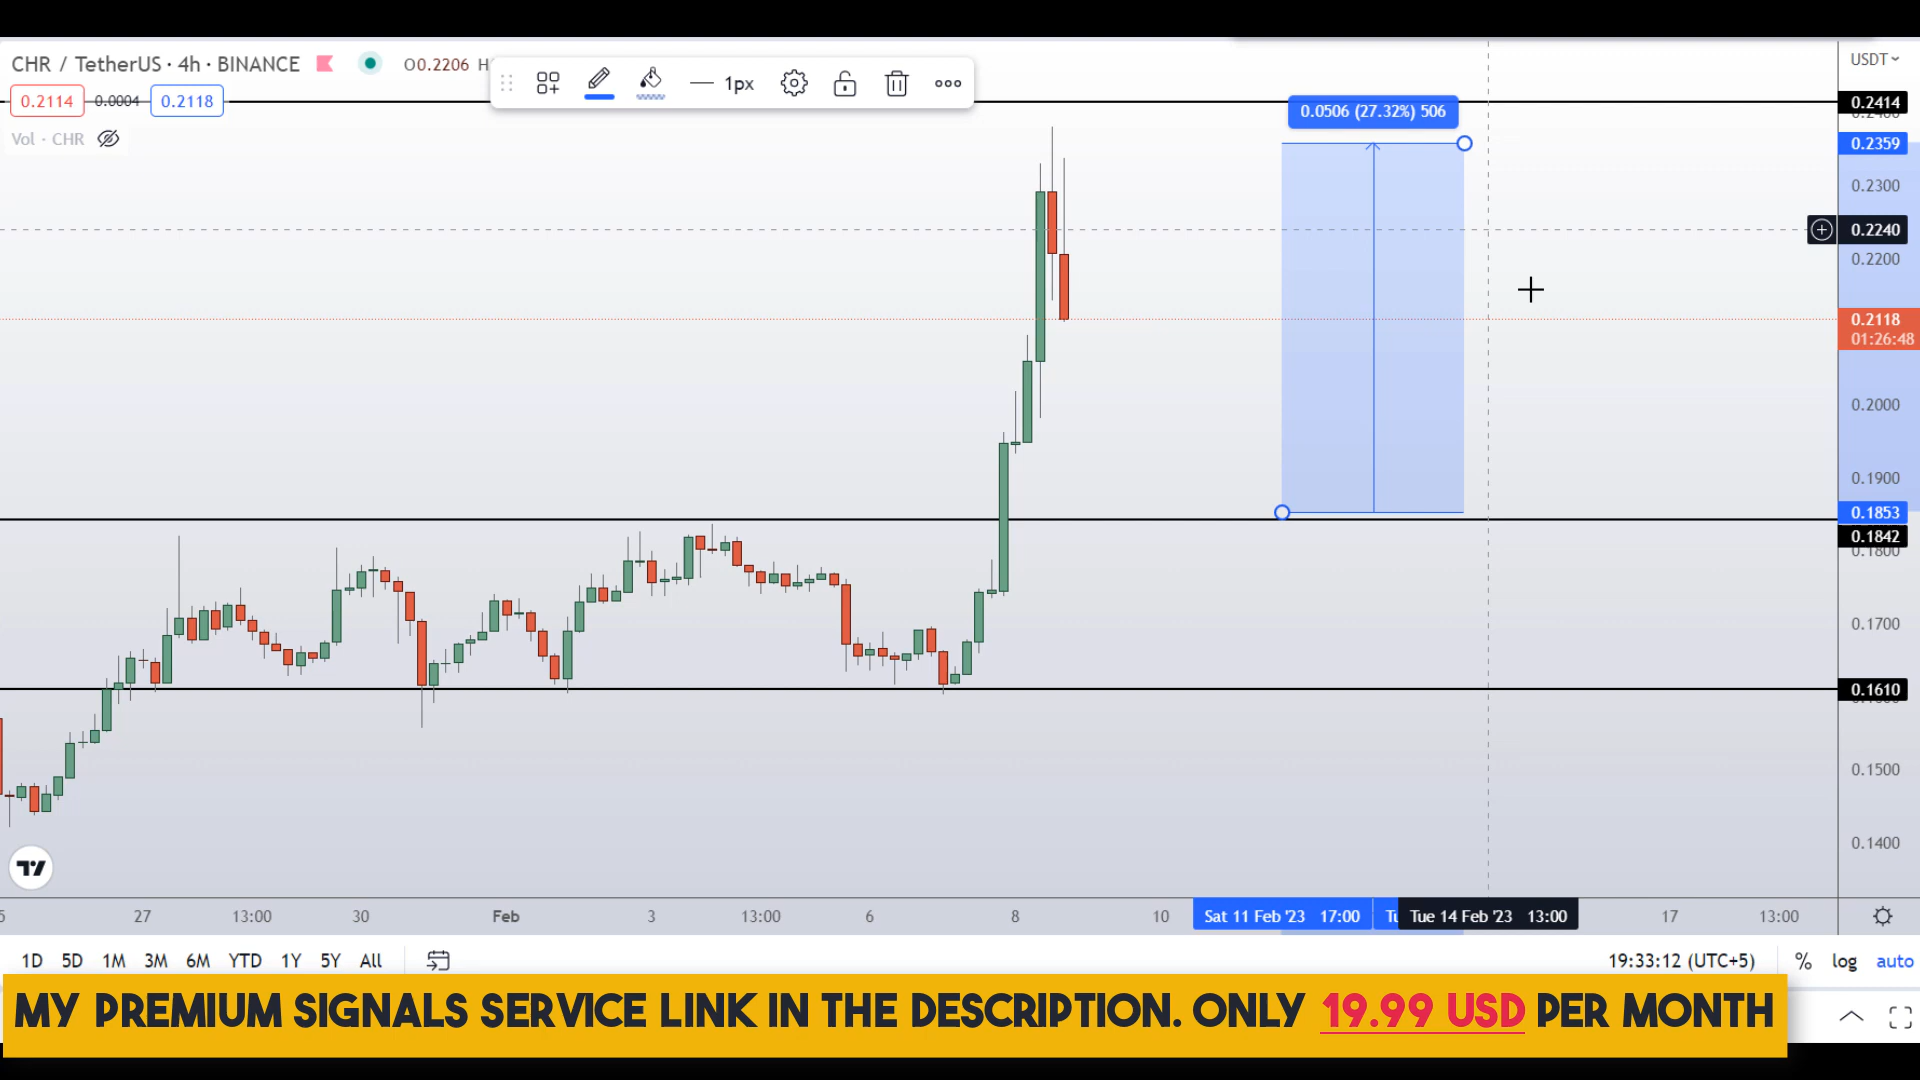 CHR / TetherUS · 4h · BINANCE O0.2206 H
1px
USDT
0.2114 0.0004 0.2118
Vol · CHR
0.0506 (27.32%) 506
0.2414
0.2359
0.2300
0.2240
0.2200
0.2118
01:26:48
0.2000
0.1900
0.1853
0.1842
0.1800
0.1700
0.1610
0.1500
0.1400
27 13:00 30 Feb 3 13:00 6 8 10 Sat 11 Feb '23 17:00 Tue 14 Feb '23 13:00 17 13:00
1D 5D 1M 3M 6M YTD 1Y 5Y All 19:33:12 (UTC+5) % log auto
MY PREMIUM SIGNALS SERVICE LINK IN THE DESCRIPTION. ONLY 19.99 USD PER MONTH